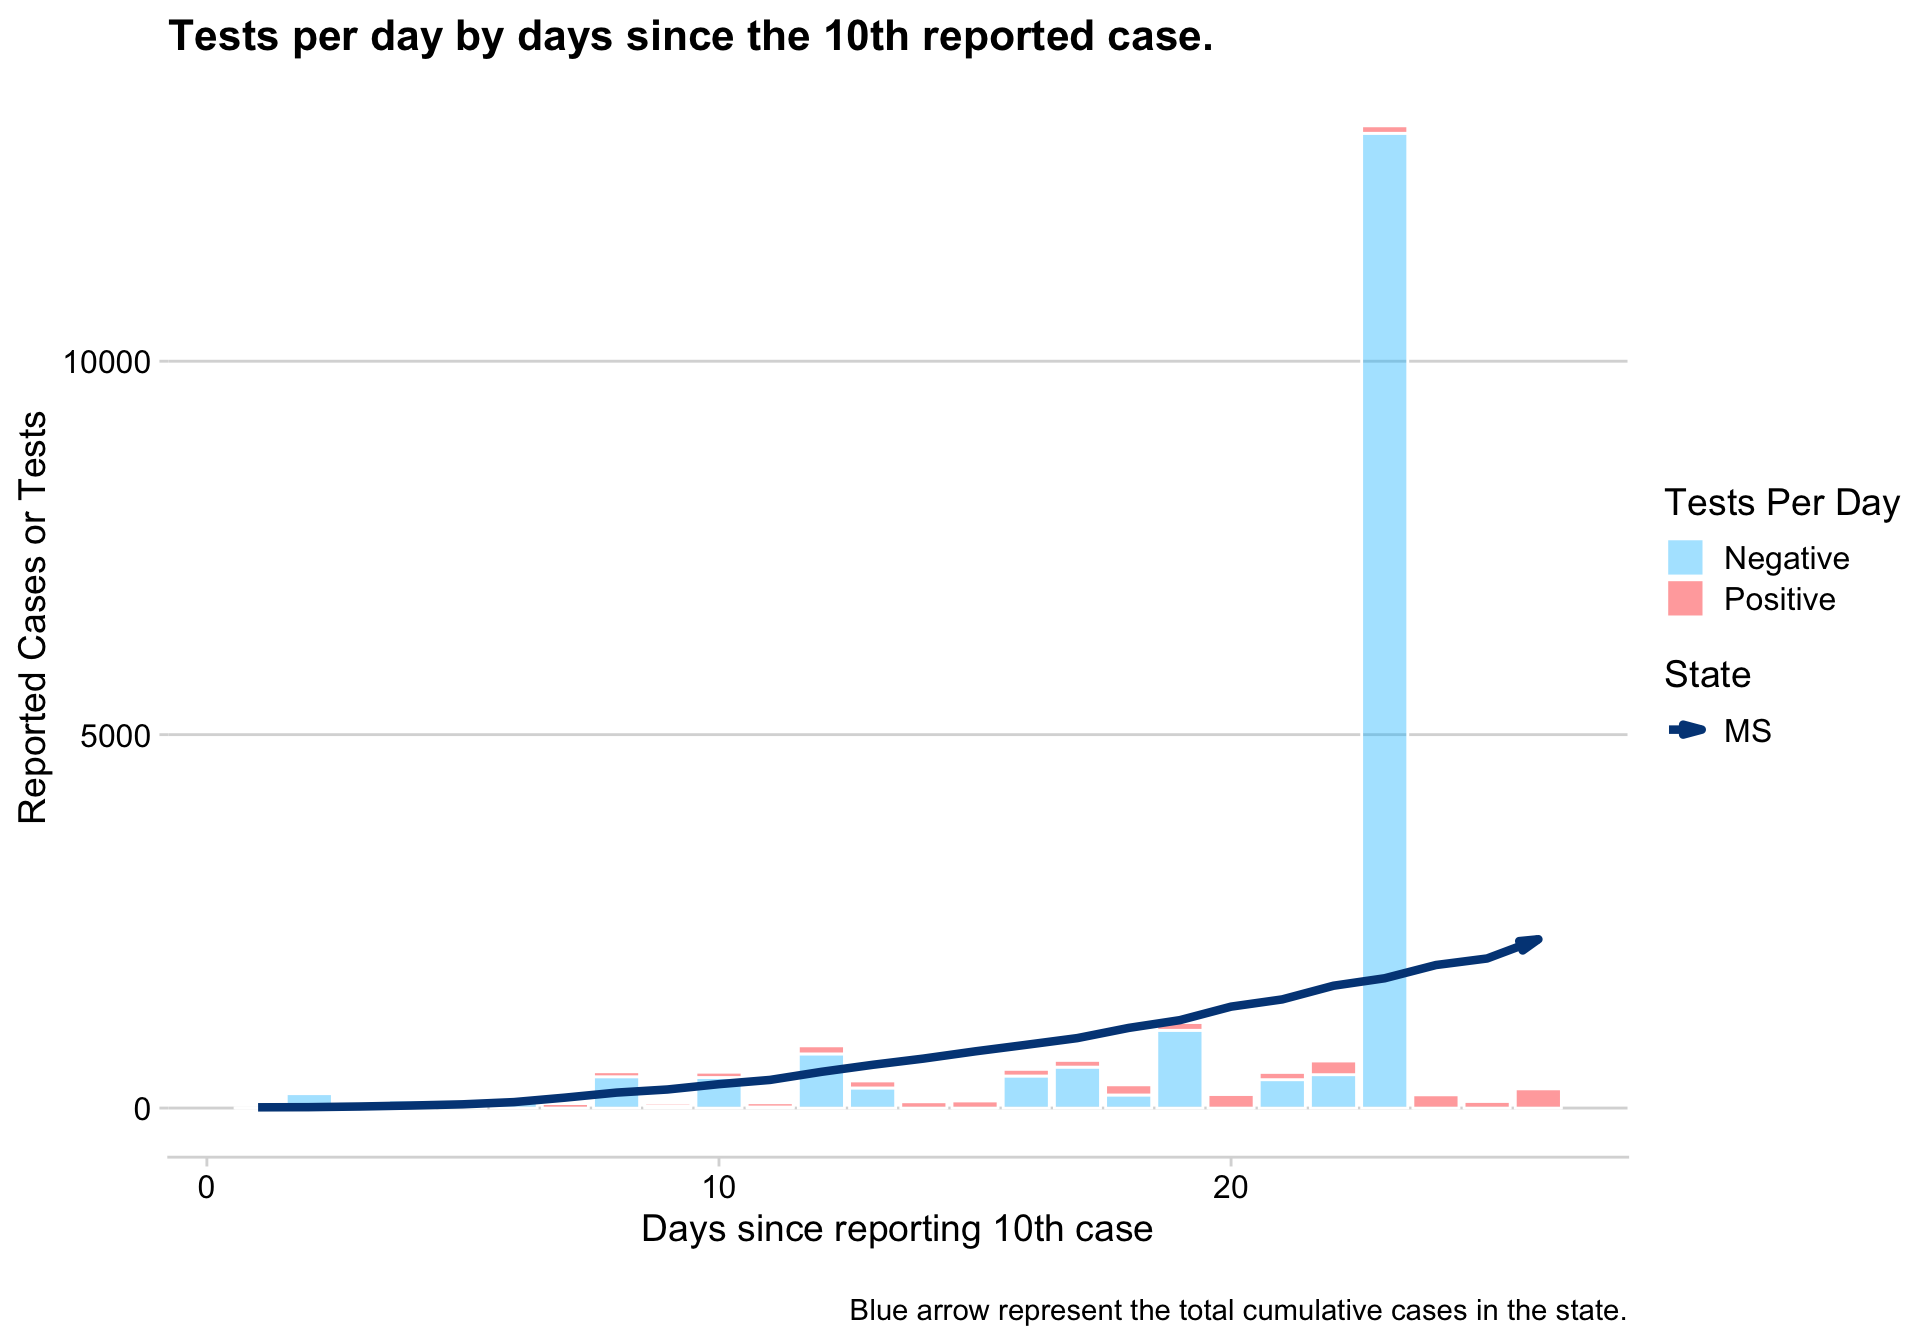 Tests per day by days since the 10th reported case.
Reported Cases or Tests
10000
5000
0
0 10 20
Days since reporting 10th case
Tests Per Day
Negative
Positive
State
MS
Blue arrow represent the total cumulative cases in the state.